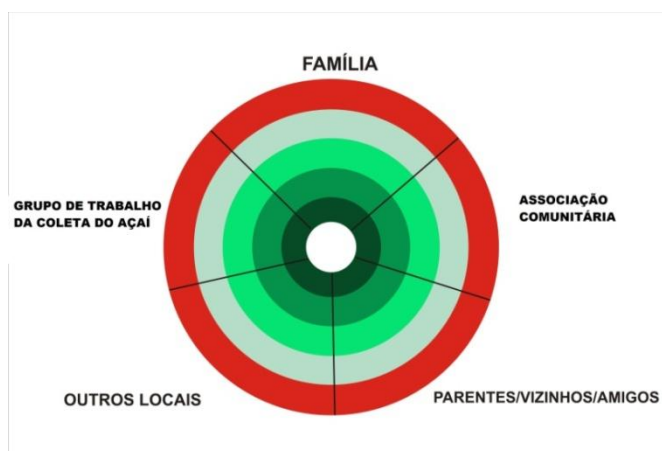 FAMÍLIA
GRUPO DE TRABALHO
DA COLETA DO AÇAÍ
ASSOCIAÇÃO
COMUNITÁRIA
OUTROS LOCAIS
PARENTES/VIZINHOS/AMIGOS